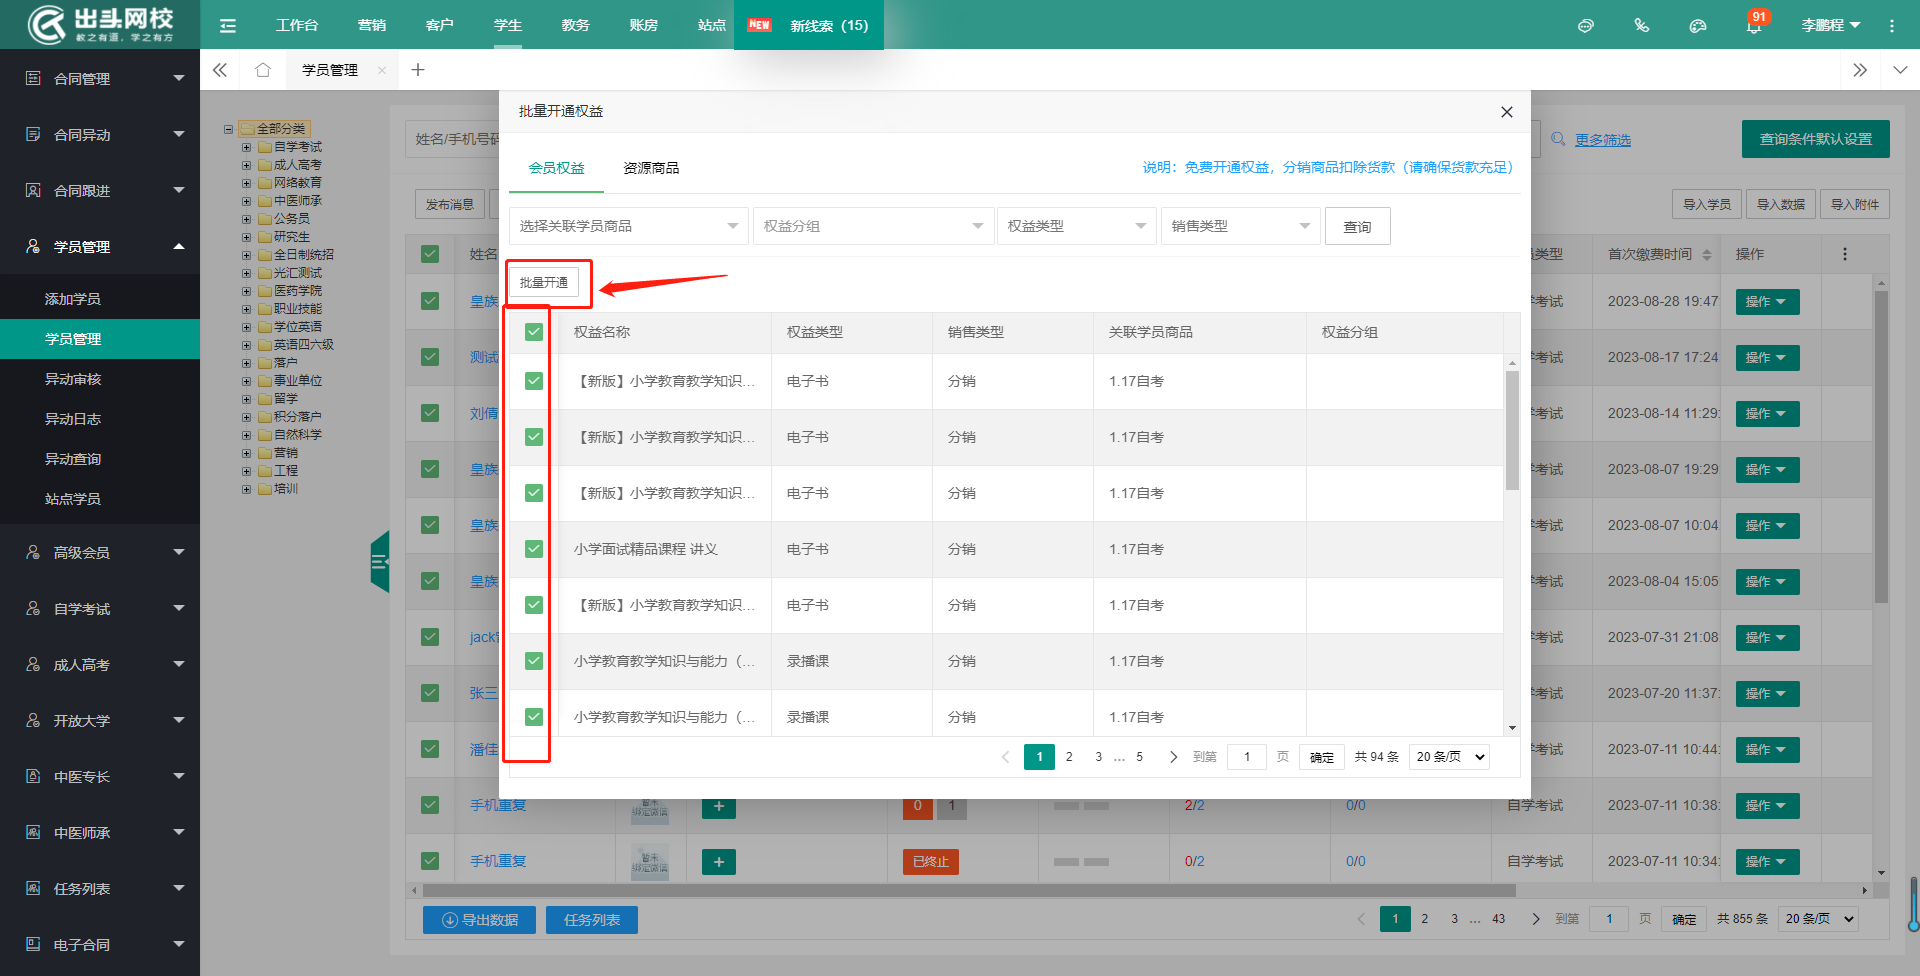 出头网校
教之有道，学之有方
工作台
营销
客户
学生
教务
账房
站点
NEW
新线索（15）
91
李鹏程
合同管理
合同异动
合同跟进
学员管理
添加学员
学员管理
异动审核
异动日志
异动查询
站点学员
高级会员
自学考试
成人高考
开放大学
中医专长
中医师承
任务列表
电子合同
学员管理
全部分类
自学考试
成人高考
网络教育
中医师承
公务员
研究生
全日制统招
光汇测试
医药学院
职业技能
学位英语
英语四六级
落户
事业单位
留学
积分落户
自然科学
营销
工程
培训
姓名/手机号码
更多筛选
查询条件默认设置
发布消息
导入学员
导入数据
导入附件
姓名
类型
首次缴费时间
操作
皇族
考试
2023-08-28 19:47
操作
测试
考试
2023-08-17 17:24
操作
刘倩
考试
2023-08-14 11:29:
操作
皇族
考试
2023-08-07 19:29
操作
皇族
考试
2023-08-07 10:04
操作
皇族
考试
2023-08-04 15:05
操作
jack
考试
2023-07-31 21:08
操作
张三
考试
2023-07-20 11:37:
操作
潘佳
考试
2023-07-11 10:44:
操作
手机重复
绑定微信
+
0
1
2/2
0/0
自学考试
2023-07-11 10:38:
操作
手机重复
暂未
绑定微信
+
已终止
0/2
0/0
自学考试
2023-07-11 10:34:
操作
导出数据
任务列表
1
2
3
...
43
到第
1
页
确定
共 855 条
20 条/页
批量开通权益
会员权益
资源商品
说明：免费开通权益，分销商品扣除货款（请确保货款充足）
选择关联学员商品
权益分组
权益类型
销售类型
查询
批量开通
权益名称
权益类型
销售类型
关联学员商品
权益分组
【新版】小学教育教学知识...
电子书
分销
1.17自考
【新版】小学教育教学知识...
电子书
分销
1.17自考
【新版】小学教育教学知识...
电子书
分销
1.17自考
小学面试精品课程 讲义
电子书
分销
1.17自考
【新版】小学教育教学知识...
电子书
分销
1.17自考
小学教育教学知识与能力（...
录播课
分销
1.17自考
小学教育教学知识与能力（...
录播课
分销
1.17自考
1
2
3
...
5
到第
1
页
确定
共 94 条
20 条/页